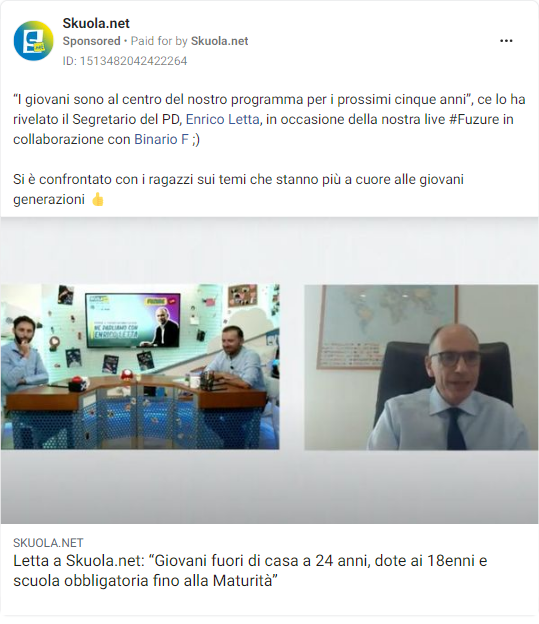 Skuola.net
Sponsored • Paid for by Skuola.net
ID: 1513482042422264
“I giovani sono al centro del nostro programma per i prossimi cinque anni”, ce lo ha
rivelato il Segretario del PD, Enrico Letta, in occasione della nostra live #Fuzure in
collaborazione con Binario F ;)
Si è confrontato con i ragazzi sui temi che stanno più a cuore alle giovani
generazioni 👍
NE PARLIAMO CON
ENRICO LETTA
SKUOLA.NET
Letta a Skuola.net: “Giovani fuori di casa a 24 anni, dote ai 18enni e
scuola obbligatoria fino alla Maturità”